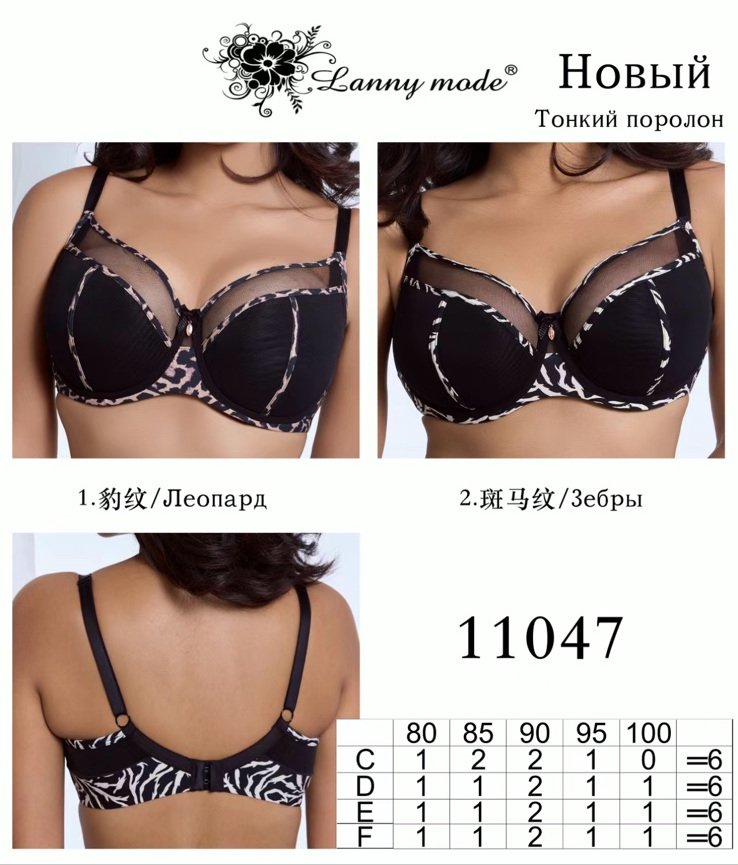 Lanny mode®
Новый
Тонкий поролон
1.豹纹/Леопард
2.斑马纹/Зебры
11047
80 85 90 95 100
C 1 2 2 1 0 =6
D 1 1 2 1 1 =6
E 1 1 2 1 1 =6
F 1 1 2 1 1 =6